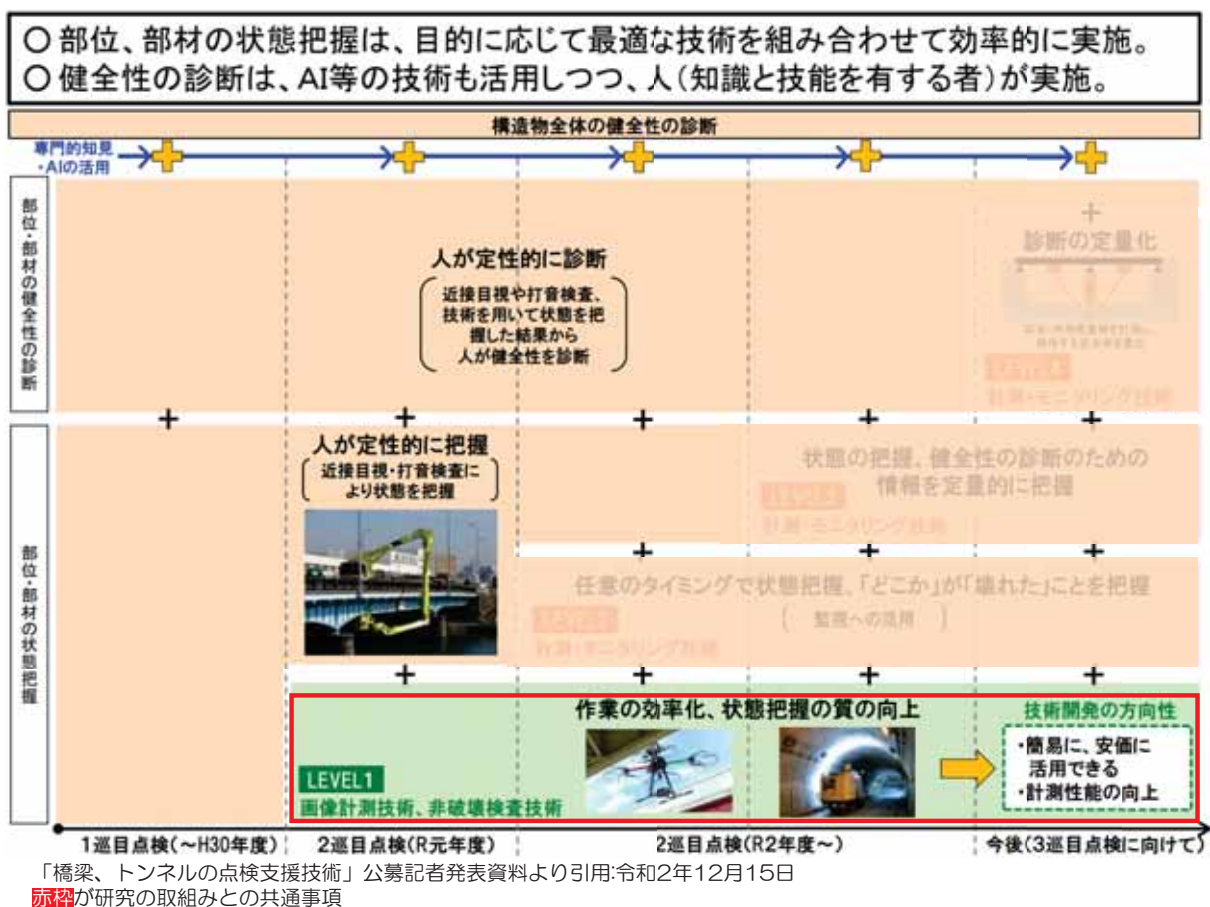 ○ 部位、部材の状態把握は、目的に応じて最適な技術を組み合わせて効率的に実施。
○ 健全性の診断は、AI等の技術も活用しつつ、人(知識と技能を有する者)が実施。
構造物全体の健全性の診断
専門的知見
・AIの活用
部位・部材の健全性の診断
人が定性的に診断
近接目視や打音検査、
技術を用いて状態を把
握した結果から
人が健全性を診断
+
診断の定量化
計測・モニタリング技術
+ + + + +
部位・部材の状態把握
人が定性的に把握
近接目視・打音検査に
より状態を把握
状態の把握、健全性の診断のための
情報を定量的に把握
計測・モニタリング技術
+ + +
任意のタイミングで状態把握、「どこか」が「壊れた」ことを把握
( 監視への活用 )
計測・モニタリング技術
+ + + +
作業の効率化、状態把握の質の向上
LEVEL1
画像計測技術、非破壊検査技術
技術開発の方向性
・簡易に、安価に
活用できる
・計測性能の向上
1巡目点検(~H30年度)
2巡目点検(R元年度)
2巡目点検(R2年度~)
今後(3巡目点検に向けて)
「橋梁、トンネルの点検支援技術」公募記者発表資料より引用:令和2年12月15日
赤枠が研究の取組みとの共通事項